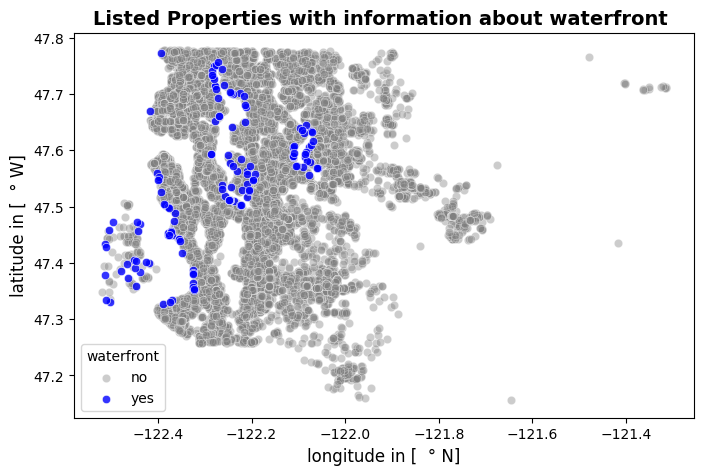 Listed Properties with information about waterfront
47.8
47.7
47.6
47.5
47.4
47.3
47.2
latitude in [ ° W]
waterfront
no
yes
−122.4 −122.2 −122.0 −121.8 −121.6 −121.4
longitude in [ ° N]